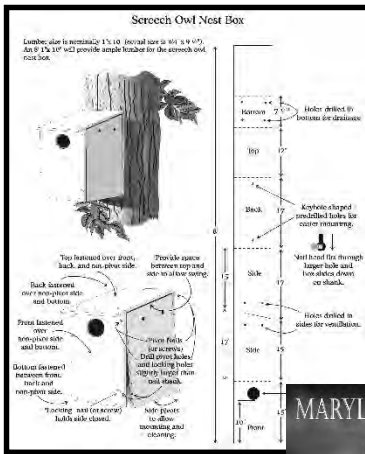 Screech Owl Nest Box
Lumber size is nominally 1" x 10" (actual size is
An 8' 1"x 10" will provide ample lumber for the screech owl
nest box.
Top fastened over front,
back, and non-pivot side.
Provide space
between top and
side to allow swing.
Back fastened
over non-pivot side
and bottom.
Front fastened
over non-pivot
side and bottom.
Pivot nails
(or screws)
Drill pivot holes
and locking holes
slightly larger than
nail shank.
Bottom fastened
between front,
back and
non-pivot side.
"Locking" nail (or screw)
holds side closed.
Side pivots
to allow
mounting and
cleaning.
Bottom
Holes drilled in
bottom for drainage
Top
12"
Back
17"
Keyhole shaped
predrilled holes for
easier mounting.
Nail head fits through
larger hole and
box slides down
on shank.
Side
15"
17"
Holes drilled in
sides for ventilation.
Side
17"
15"
Front
10"
15"
MARYL